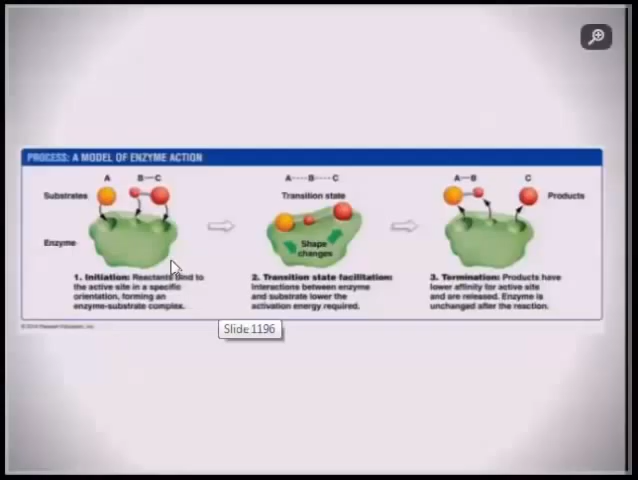 PROCESS: A MODEL OF ENZYME ACTION
A B—C
A----B----C
A—B C
Substrates
Transition state
Products
Enzyme
Shape
changes
1. Initiation: Reactants bind to
the active site in a specific
orientation, forming an
enzyme-substrate complex.
2. Transition state facilitation:
Interactions between enzyme
and substrate lower the
activation energy required.
3. Termination: Products have
lower affinity for active site
and are released. Enzyme is
unchanged after the reaction.
Slide 1196